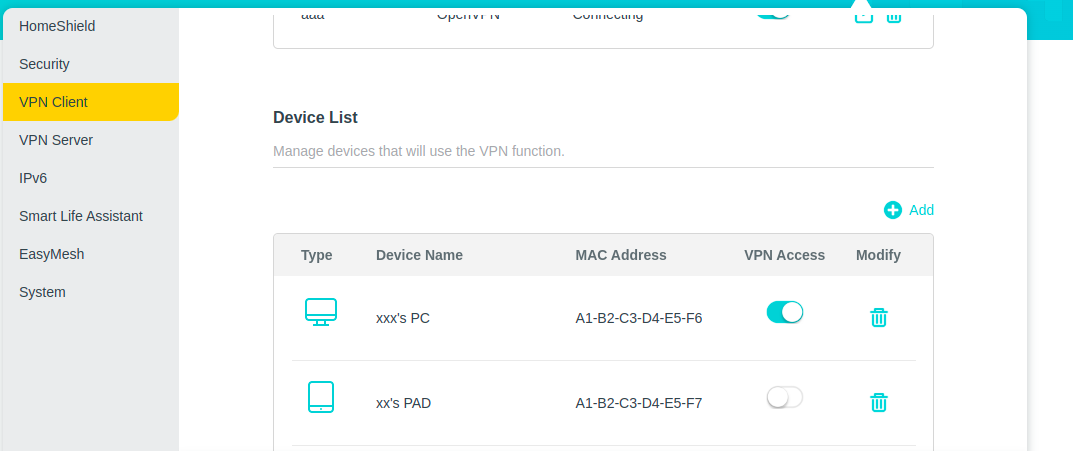 HomeShield
Security
VPN Client
VPN Server
IPv6
Smart Life Assistant
EasyMesh
System
aaa OpenVPN Connecting
Device List
Manage devices that will use the VPN function.
Add
Type Device Name MAC Address VPN Access Modify
xxx's PC A1-B2-C3-D4-E5-F6
xx's PAD A1-B2-C3-D4-E5-F7